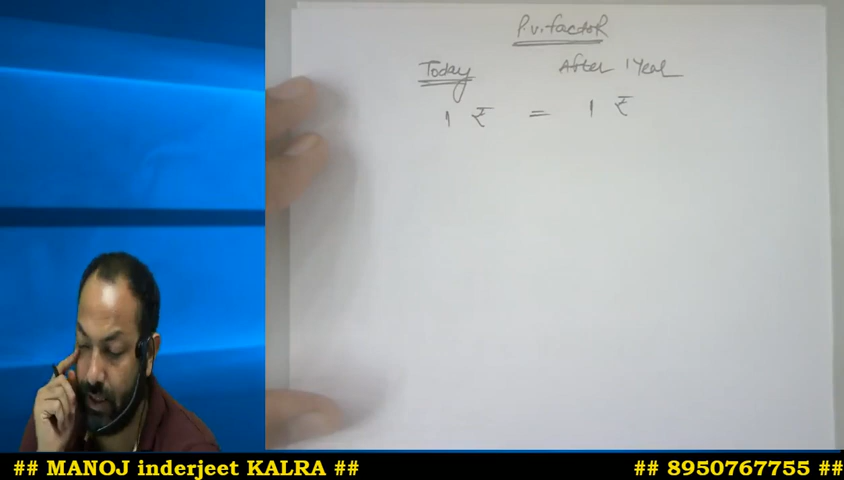 P.v. factor
Today After 1 Year
1 ₹ = 1 ₹
## MANOJ inderjeet KALRA ## ## 8950767755 ##